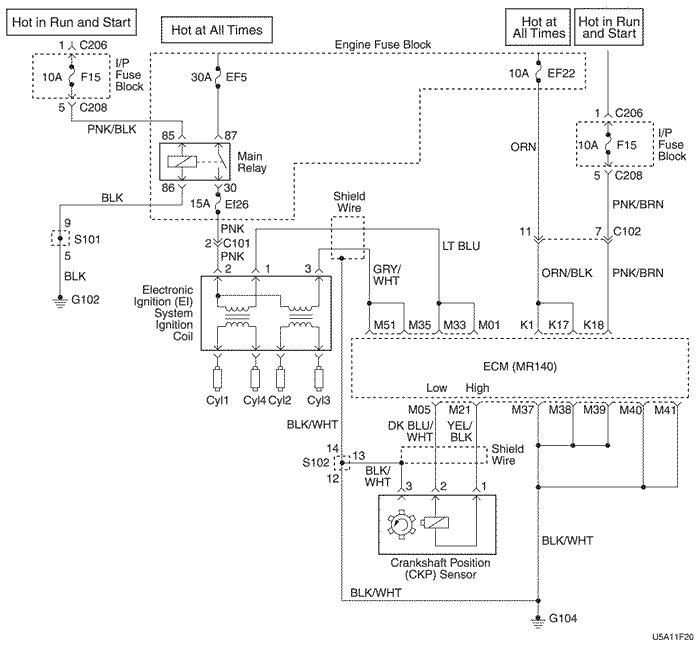 Hot in Run and Start
Hot at All Times
Hot at
All Times
Hot in Run
and Start
1 C206
10A F15
I/P
Fuse
Block
5 C208
PNK/BLK
Engine Fuse Block
30A EF5
10A EF22
85 87
Main
Relay
86 30
15A Ef26
BLK
9
S101
5
BLK
G102
PNK
2 C101
PNK
2 1 3
Shield
Wire
LT BLU
GRY/
WHT
ORN
1 C206
10A F15
I/P
Fuse
Block
5 C208
PNK/BRN
11 7 C102
ORN/BLK PNK/BRN
Electronic
Ignition (EI)
System
Ignition
Coil
Cyl1 Cyl4 Cyl2 Cyl3
M51 M35 M33 M01 K1 K17 K18
ECM (MR140)
Low High
M05 M21 M37 M38 M39 M40 M41
DK BLU/
WHT
YEL/
BLK
BLK/WHT
14
S102
13
12
BLK/
WHT
Shield
Wire
3 2 1
Crankshaft Position
(CKP) Sensor
BLK/WHT
BLK/WHT
G104
U5A11F20